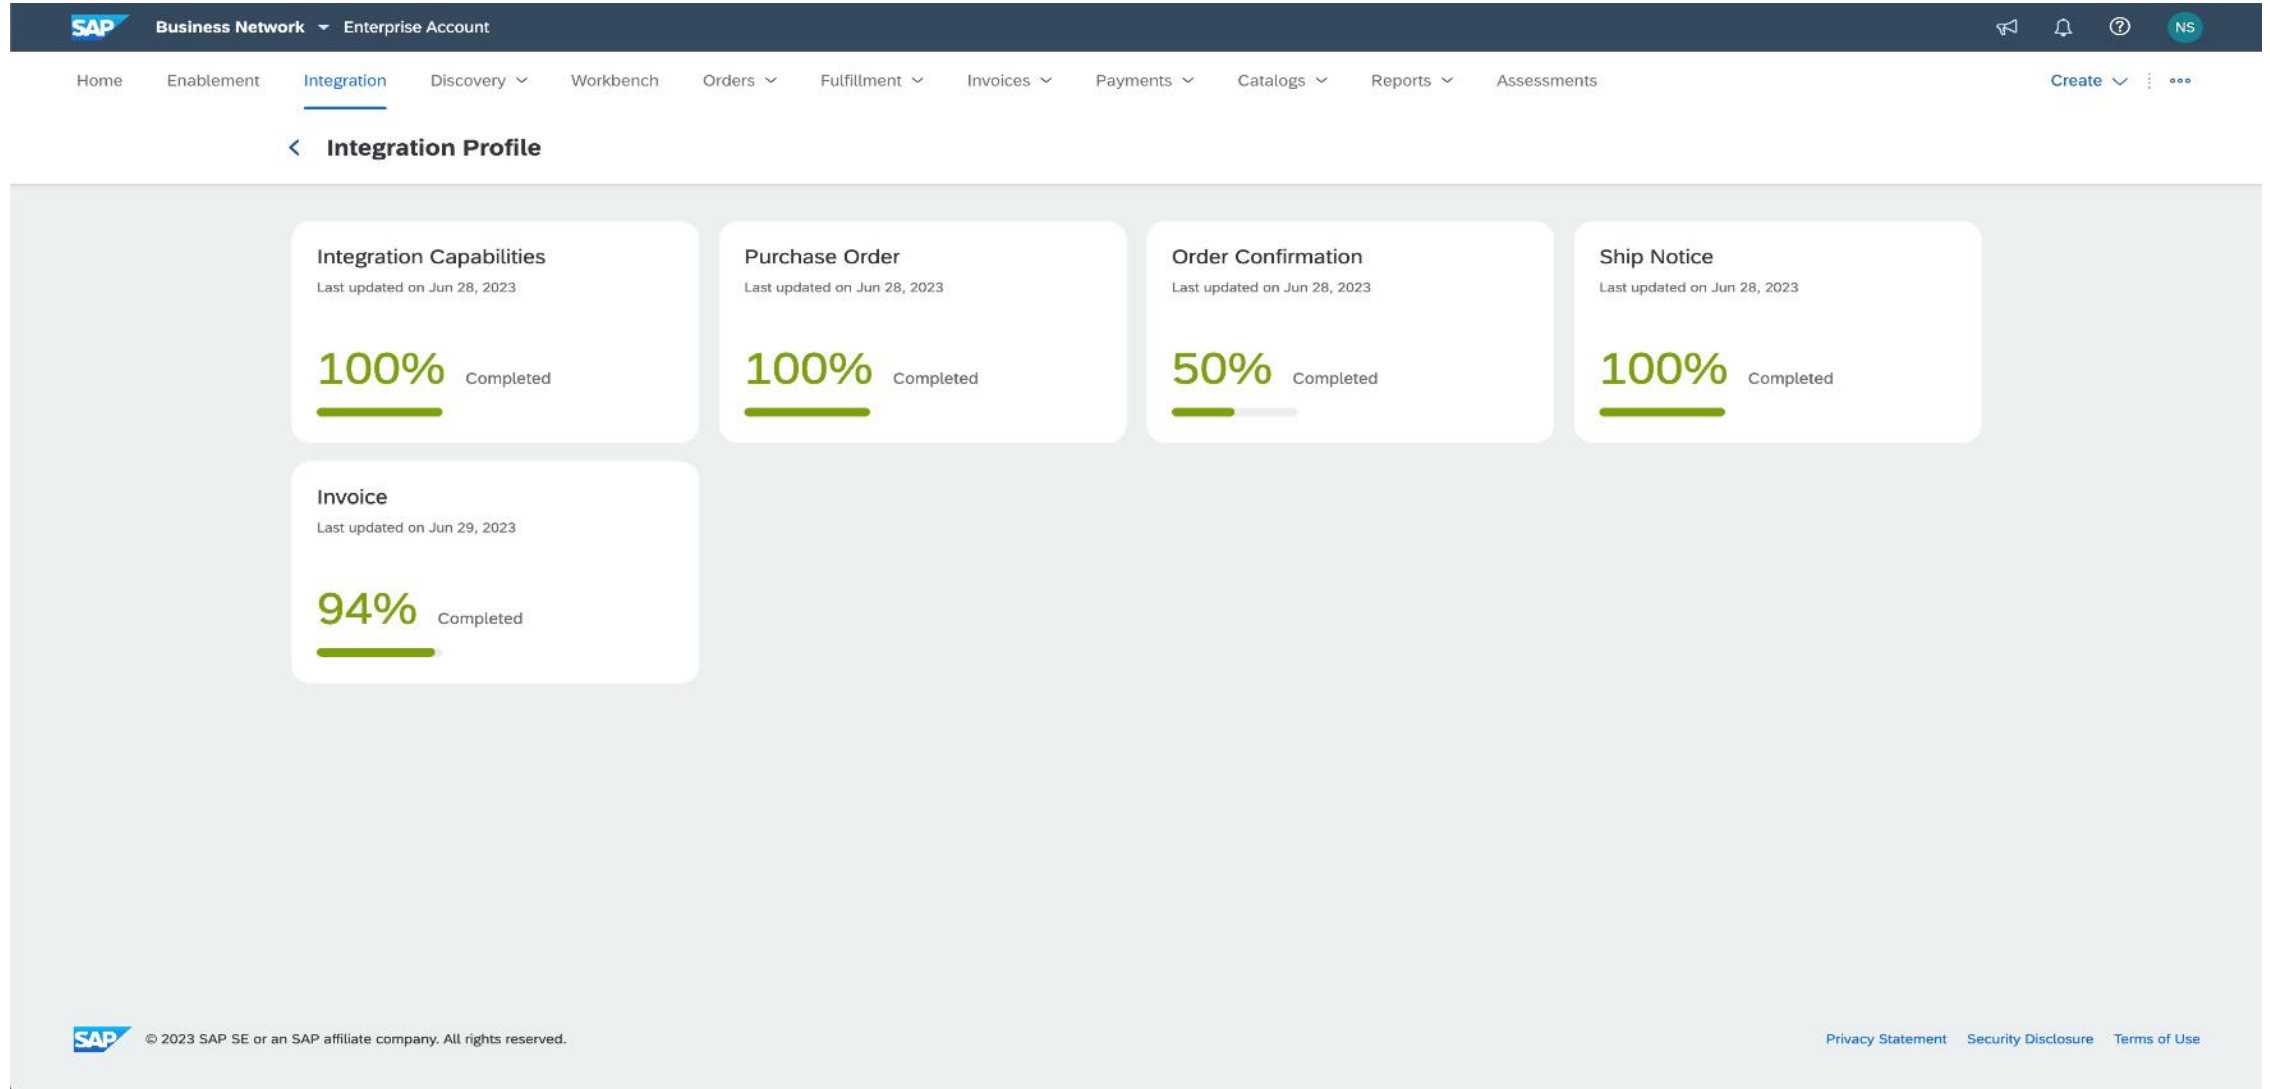 SAP Business Network Enterprise Account NS
Home Enablement Integration Discovery Workbench Orders Fulfillment Invoices Payments Catalogs Reports Assessments Create
Integration Profile
Integration Capabilities
Last updated on Jun 28, 2023
100% Completed
Purchase Order
Last updated on Jun 28, 2023
100% Completed
Order Confirmation
Last updated on Jun 28, 2023
50% Completed
Ship Notice
Last updated on Jun 28, 2023
100% Completed
Invoice
Last updated on Jun 29, 2023
94% Completed
SAP © 2023 SAP SE or an SAP affiliate company. All rights reserved. Privacy Statement Security Disclosure Terms of Use